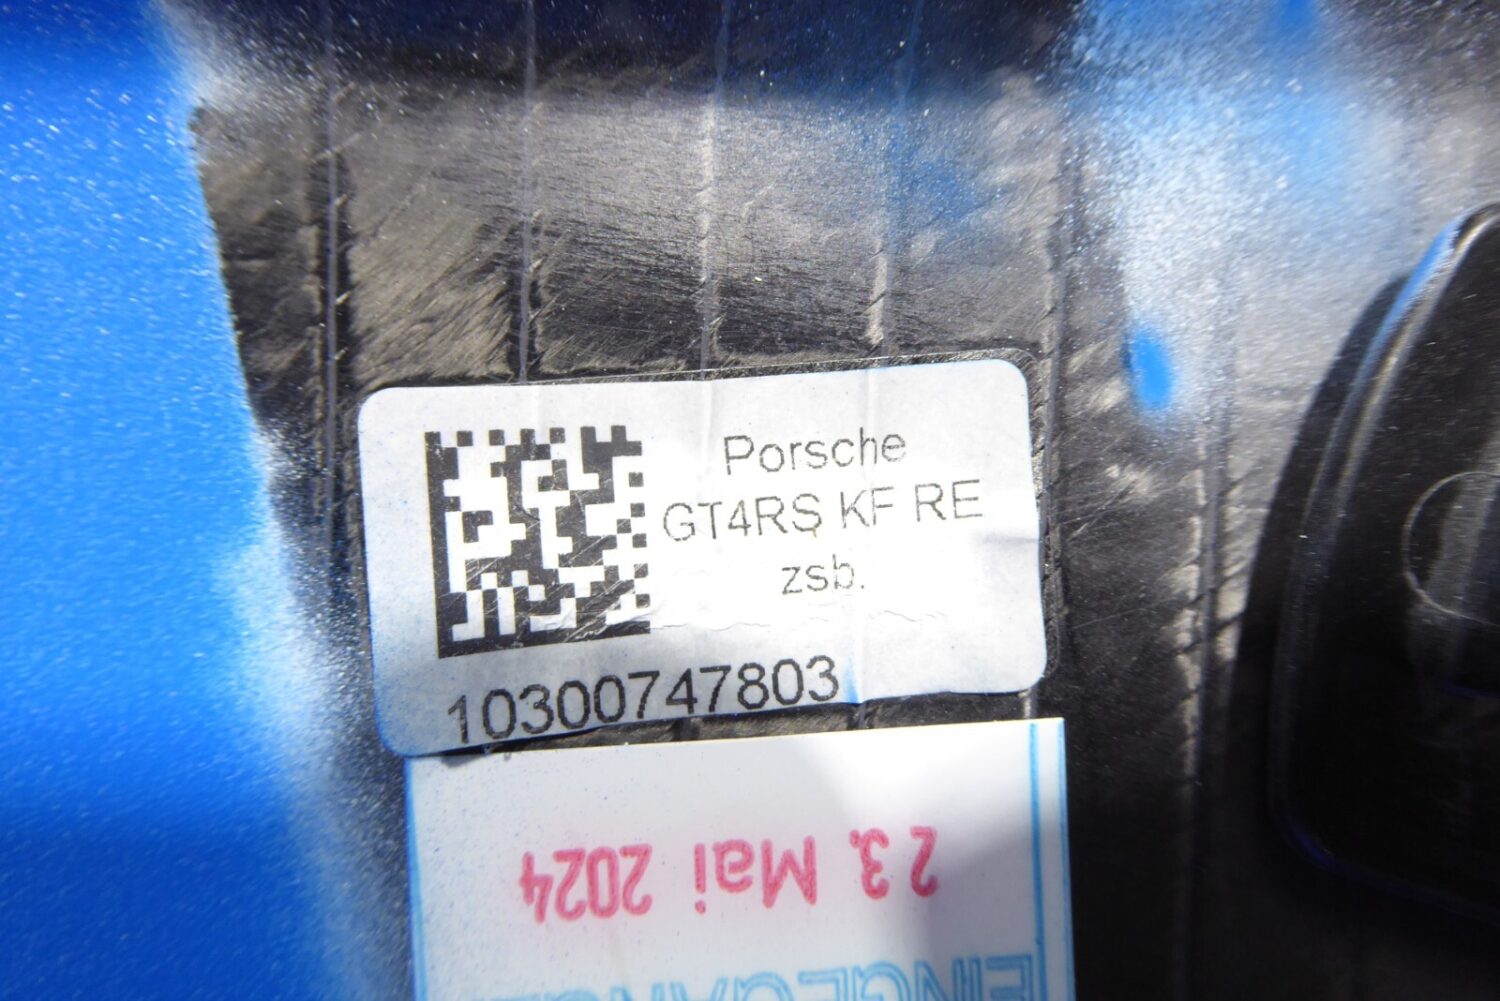 Porsche
GT4RS KF RE
zsb.
10300747803
23. Mai 2024